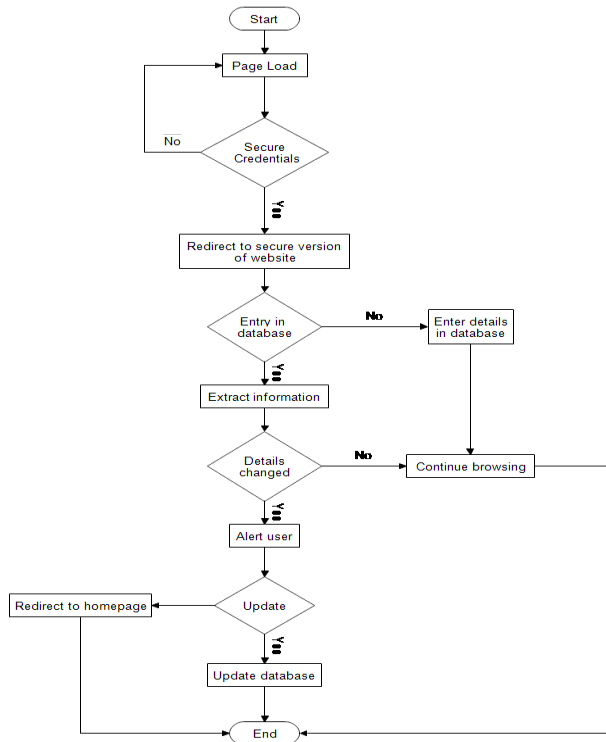 Start
Page Load
No
Secure
Credentials
Yes
Redirect to secure version
of website
Entry in
database
No
Enter details
in database
Yes
Extract information
Details
changed
No
Continue browsing
Yes
Alert user
Redirect to homepage
Update
Yes
Update database
End